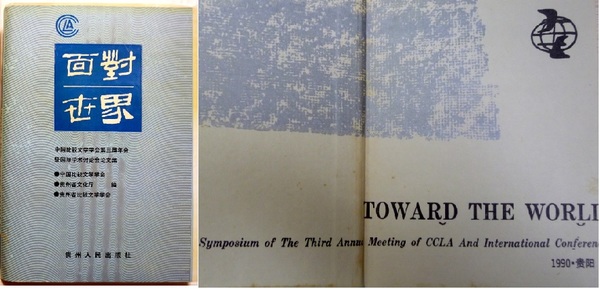 面對
世界
中国比较文学学会第三届年会
暨国际学术讨论会论文集
●中国比较文学学会
●贵州省文化厅 编
●贵州省比较文学学会
贵州人民出版社
TOWARD THE WORLD
Symposium of The Third Annu Meeting of CCLA And International Conferen
1990·贵阳